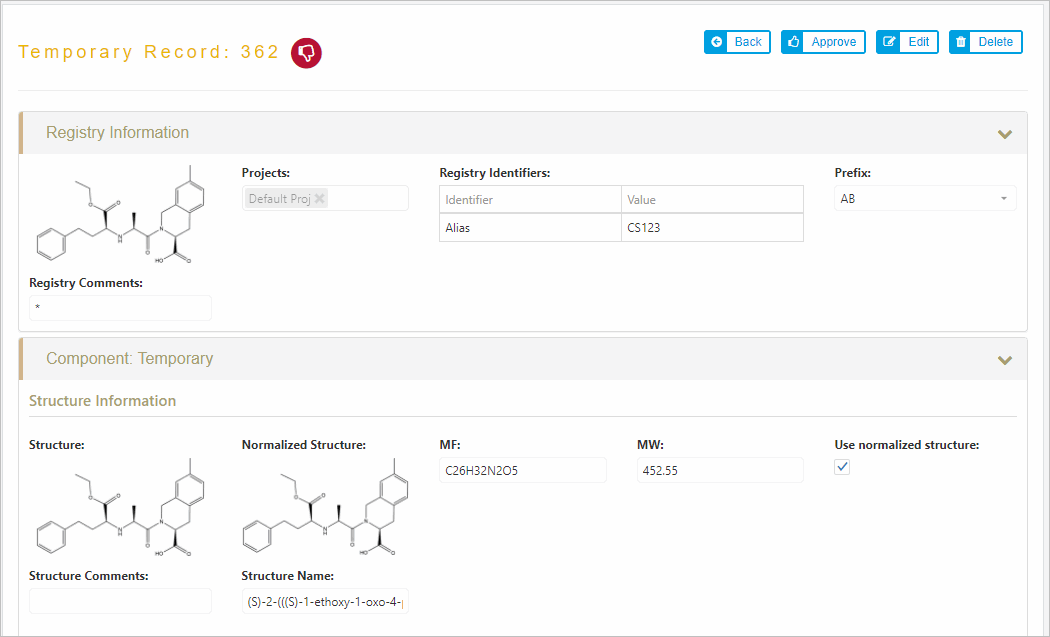 Temporary Record: 362
Back
Approve
Edit
Delete
Registry Information
Projects:
Default Proj
Registry Identifiers:
Identifier Value
Alias CS123
Prefix:
AB
Registry Comments:
*
Component: Temporary
Structure Information
Structure:
Normalized Structure:
MF:
C26H32N2O5
MW:
452.55
Use normalized structure:
Structure Comments:
Structure Name:
(S)-2-(((S)-1-ethoxy-1-oxo-4-